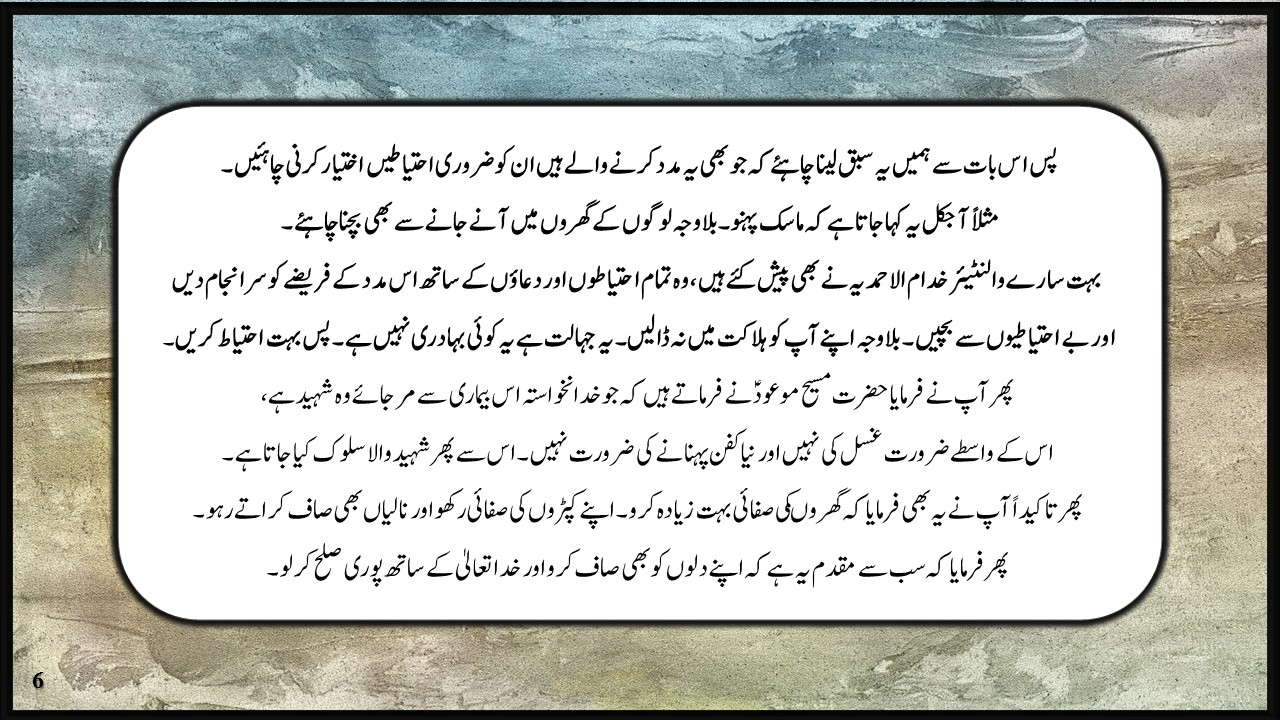 پس اس بات سے ہمیں یہ سبق لینا چاہئے کہ جو بھی یہ مدد کرنے والے ہیں ان کو ضروری احتیاطیں اختیار کرنی چاہئیں۔
مثلاً آجکل یہ کہا جاتا ہے کہ ماسک پہنو۔ بلاوجہ لوگوں کے گھروں میں آنے جانے سے بھی بچنا چاہئے۔
بہت سارے والنٹیئر خدام الاحمدیہ نے بھی پیش کئے ہیں، وہ تمام احتیاطوں اور دعاؤں کے ساتھ اس مدد کے فریضے کو سرانجام دیں
اور بے احتیاطیوں سے بچیں۔ بلاوجہ اپنے آپ کو ہلاکت میں نہ ڈالیں۔ یہ جہالت ہے یہ کوئی بہادری نہیں ہے۔ پس بہت احتیاط کریں۔
پھر آپ نے فرمایا حضرت مسیح موعودؑ نے فرماتے ہیں کہ جو خدانخواستہ اس بیماری سے مر جائے وہ شہید ہے،
اس کے واسطے ضرورت غسل کی نہیں اور نیا کفن پہنانے کی ضرورت نہیں۔ اس سے پھر شہید والا سلوک کیا جاتا ہے۔
پھر تاکیداً آپ نے یہ بھی فرمایا کہ گھروں کی صفائی بہت زیادہ کرو۔ اپنے کپڑوں کی صفائی رکھو اور نالیاں بھی صاف کراتے رہو۔
پھر فرمایا کہ سب سے مقدم یہ ہے کہ اپنے دلوں کو بھی صاف کرو اور خدا تعالیٰ کے ساتھ پوری صلح کرلو۔
6